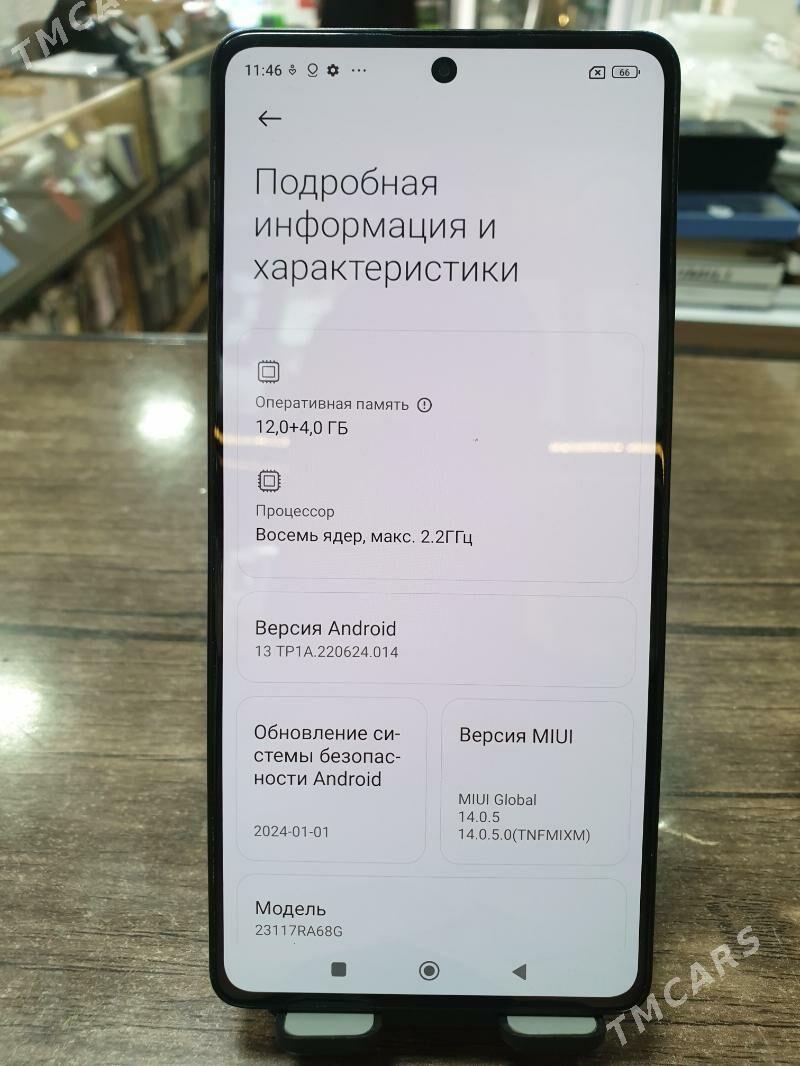 TMCARS
11:46
66
Подробная
информация и
характеристики
Оперативная память
12,0+4,0 ГБ
Процессор
Восемь ядер, макс. 2.2ГГц
Версия Android
13 TP1A.220624.014
Обновление си-
стемы безопас-
ности Android
2024-01-01
Версия MIUI
MIUI Global
14.0.5
14.0.5.0(TNFMIXM)
Модель
23117RA68G
TMCARS